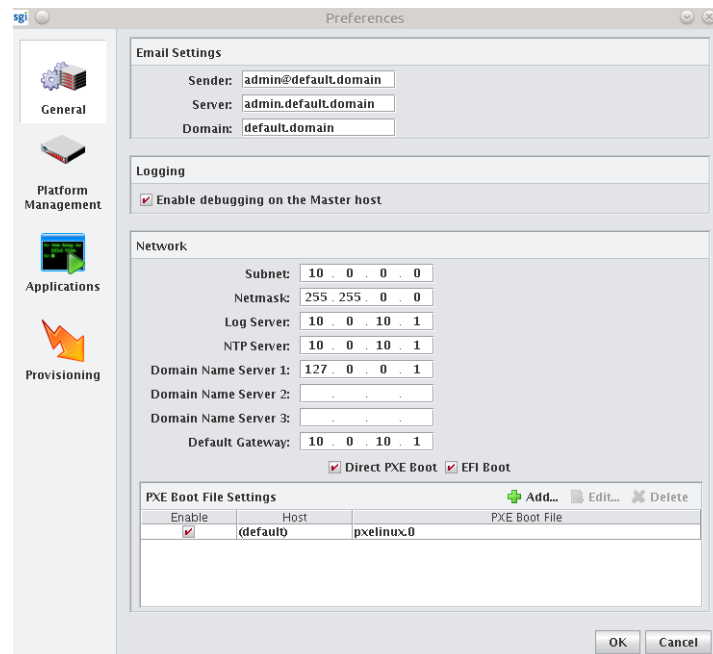 sgi
Preferences
General
Platform
Management
Applications
Provisioning
Email Settings
Sender: admin@default.domain
Server: admin.default.domain
Domain: default.domain
Logging
Enable debugging on the Master host
Network
Subnet: 10 . 0 . 0 . 0
Netmask: 255 . 255 . 0 . 0
Log Server: 10 . 0 . 10 . 1
NTP Server: 10 . 0 . 10 . 1
Domain Name Server 1: 127 . 0 . 0 . 1
Domain Name Server 2: . . .
Domain Name Server 3: . . .
Default Gateway: 10 . 0 . 10 . 1
Direct PXE Boot EFI Boot
PXE Boot File Settings Add... Edit... Delete
Enable Host PXE Boot File
(default) pxelinux.0
OK Cancel